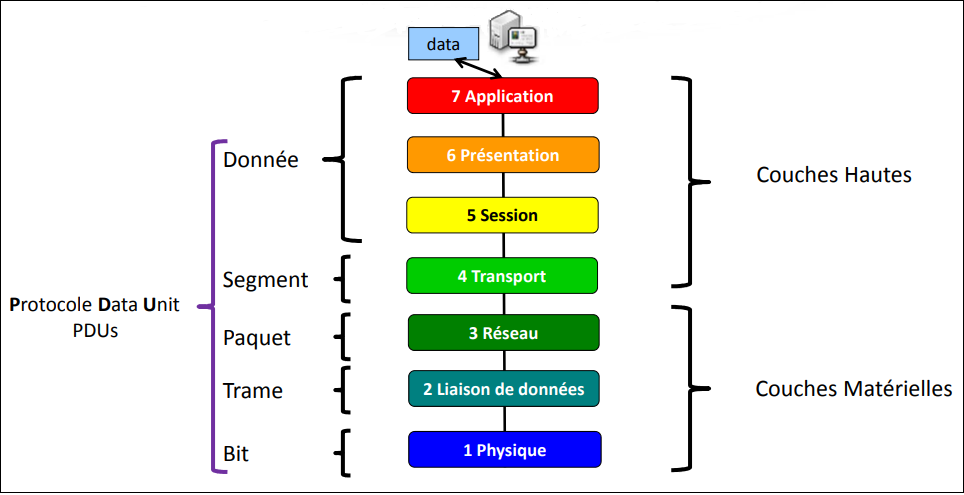 data
7 Application
6 Présentation
5 Session
4 Transport
3 Réseau
2 Liaison de données
1 Physique
Donnée
Segment
Paquet
Trame
Bit
Protocole Data Unit
PDUs
Couches Hautes
Couches Matérielles